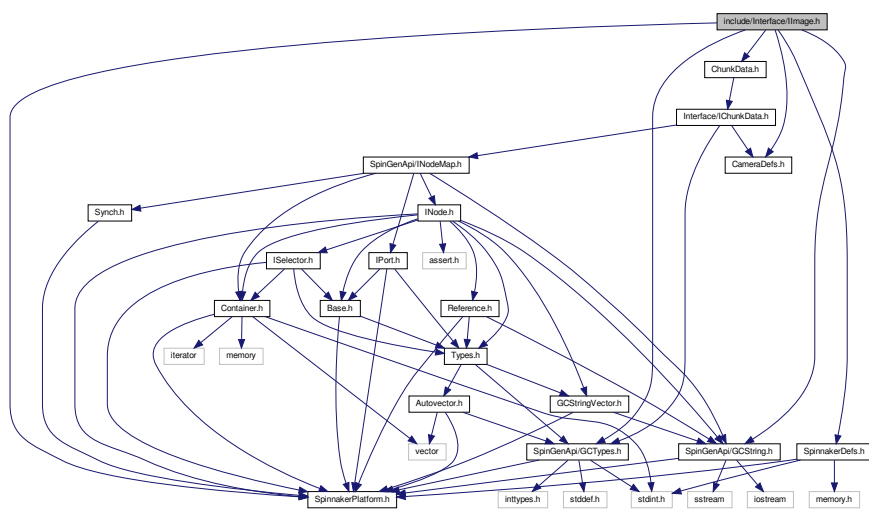 include/Interface/IImage.h
ChunkData.h
Interface/IChunkData.h
SpinGenApi/INodeMap.h
CameraDefs.h
Synch.h
INode.h
ISelector.h
IPort.h
assert.h
Container.h
Base.h
Reference.h
iterator
memory
Types.h
Autovector.h
GCStringVector.h
vector
SpinGenApi/GCTypes.h
SpinGenApi/GCString.h
SpinnakerDefs.h
SpinnakerPlatform.h
inttypes.h
stddef.h
stdint.h
sstream
iostream
memory.h